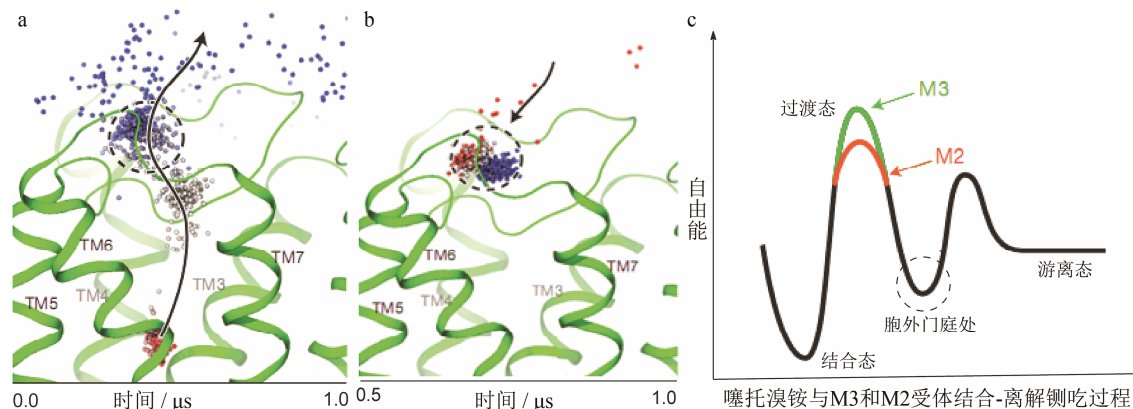 a
TM6
TM7
TM4
TM3
TM5
0.0
时间 / μs
1.0
b
TM6
TM7
TM4
TM3
TM5
0.5
时间 / μs
1.0
c
M3
过渡态
M2
自由能
游离态
胞外门庭处
结合态
噻托溴铵与M3和M2受体结合-离解铡吃过程